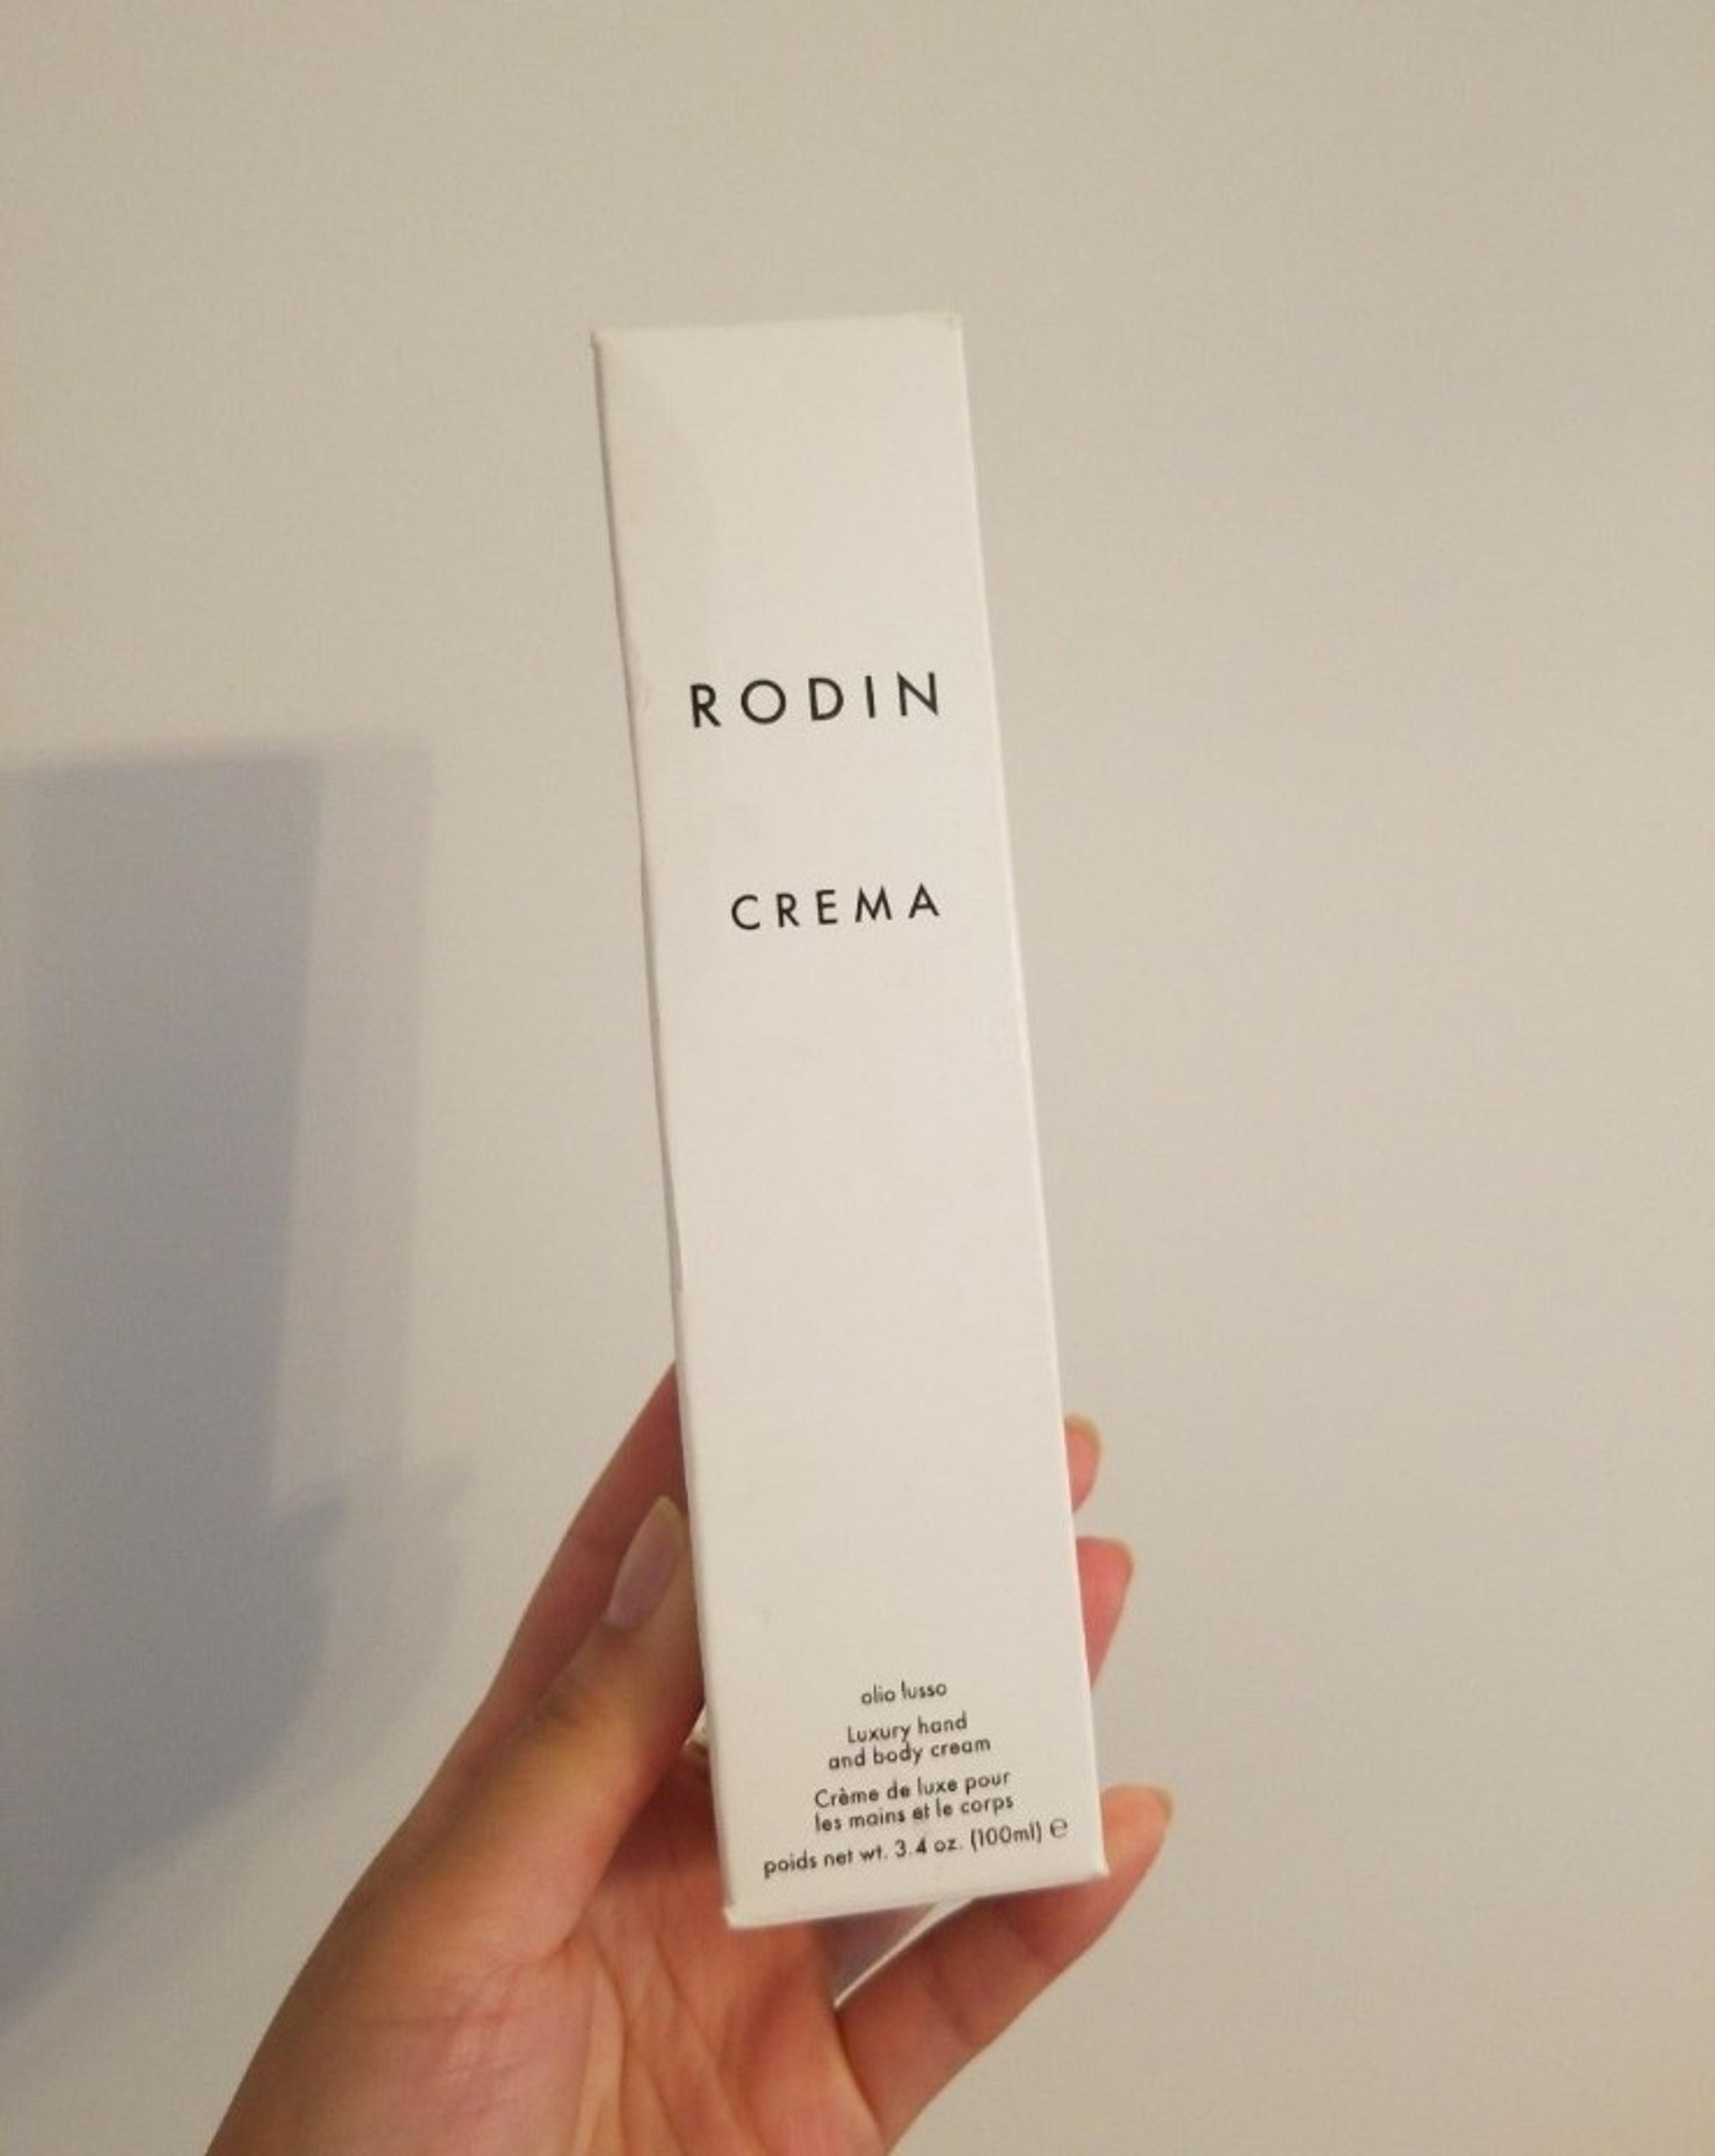 RODIN
CREMA
olio lusso
Luxury hand
and body cream
Crème de luxe pour
les mains et le corps
poids net wt. 3.4 oz. (100ml) ℮